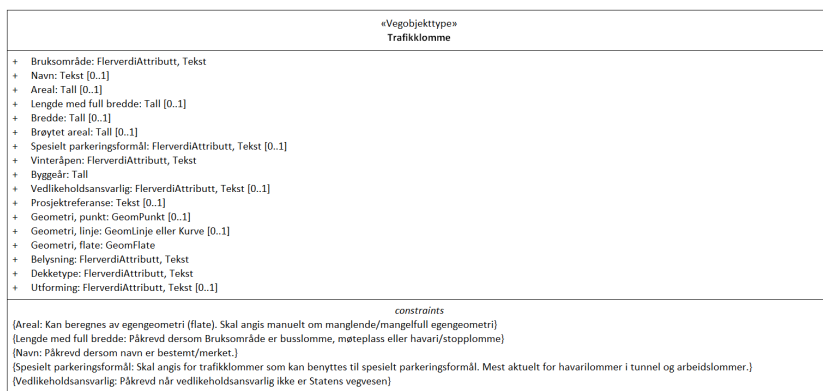 «Vegobjekttype»
Trafikklomme
+ Bruksområde: FlerverdiAttributt, Tekst
+ Navn: Tekst [0..1]
+ Areal: Tall [0..1]
+ Lengde med full bredde: Tall [0..1]
+ Bredde: Tall [0..1]
+ Brøytet areal: Tall [0..1]
+ Spesielt parkeringsformål: FlerverdiAttributt, Tekst [0..1]
+ Vinteråpen: FlerverdiAttributt, Tekst
+ Byggeår: Tall
+ Vedlikeholdsansvarlig: FlerverdiAttributt, Tekst [0..1]
+ Prosjektreferanse: Tekst [0..1]
+ Geometri, punkt: GeomPunkt [0..1]
+ Geometri, linje: GeomLinje eller Kurve [0..1]
+ Geometri, flate: GeomFlate
+ Belysning: FlerverdiAttributt, Tekst
+ Dekketype: FlerverdiAttributt, Tekst
+ Utforming: FlerverdiAttributt, Tekst [0..1]
constraints
{Areal: Kan beregnes av egengeometri (flate). Skal angis manuelt om manglende/mangelfull egengeometri}
{Lengde med full bredde: Påkrevd dersom Bruksområde er busslomme, møteplass eller havari/stopplomme}
{Navn: Påkrevd dersom navn er bestemt/merket.}
{Spesielt parkeringsformål: Skal angis for trafikklommer som kan benyttes til spesielt parkeringsformål. Mest aktuelt for havarilommer i tunnel og arbeidslommer.}
{Vedlikeholdsansvarlig: Påkrevd når vedlikeholdsansvarlig ikke er Statens vegvesen}